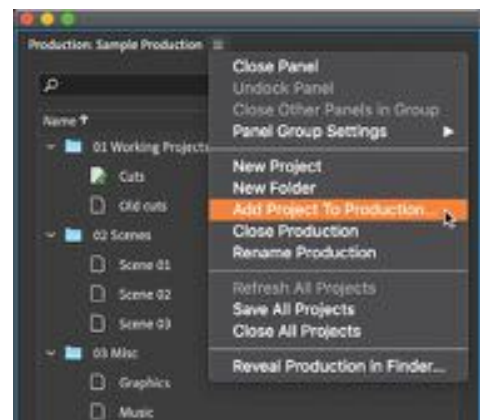 Production: Sample Production
Close Panel
Undock Panel
Close Other Panels in Group
Panel Group Settings
New Project
New Folder
Add Project To Production...
Close Production
Rename Production
Refresh All Projects
Save All Projects
Close All Projects
Reveal Production in Finder...
Name
01 Working Projects
Cuts
Old cuts
02 Scenes
Scene 01
Scene 02
Scene 03
03 Misc
Graphics
Music